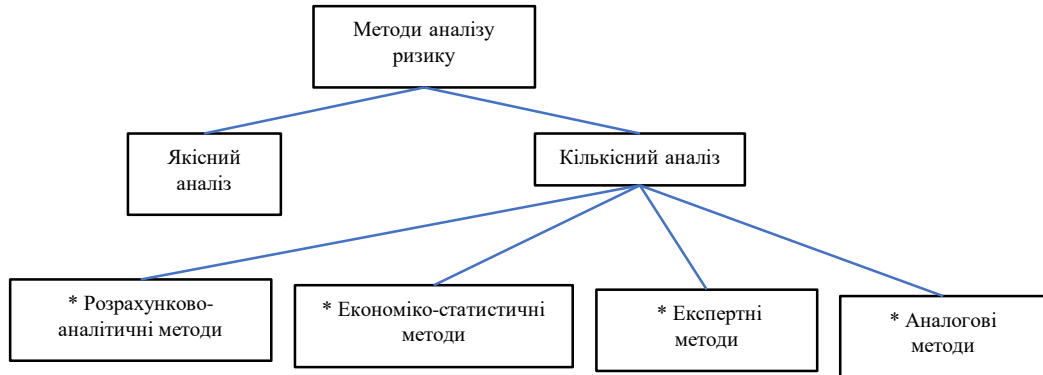 Методи аналізу
ризику
Якісний
аналіз
Кількісний аналіз
* Розрахунково-
аналітичні методи
* Економіко-статистичні
методи
* Експертні
методи
* Аналогові
методи